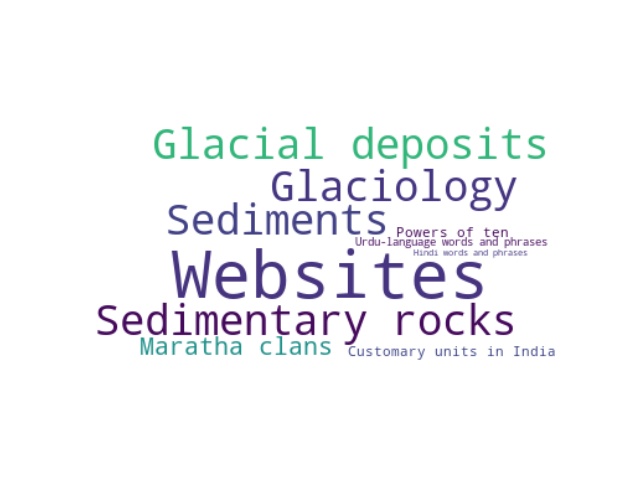 Glacial deposits
Glaciology
Sediments
Powers of ten
Urdu-language words and phrases
Hindi words and phrases
Websites
Sedimentary rocks
Maratha clans
Customary units in India